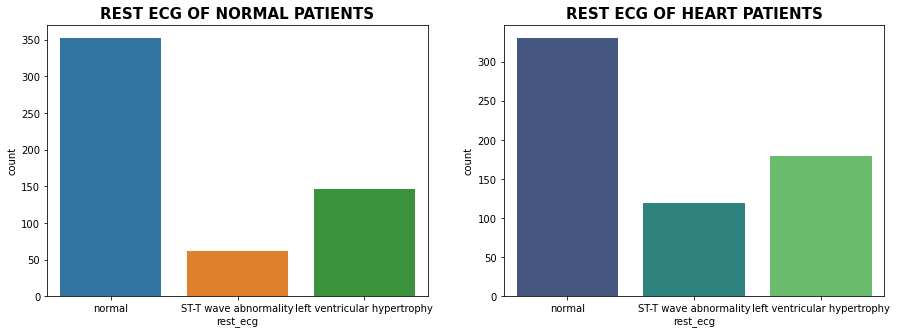 REST ECG OF NORMAL PATIENTS
350
300
250
200
150
100
50
0
count
normal
ST-T wave abnormality
left ventricular hypertrophy
rest_ecg
REST ECG OF HEART PATIENTS
300
250
200
150
100
50
0
count
normal
ST-T wave abnormality
left ventricular hypertrophy
rest_ecg